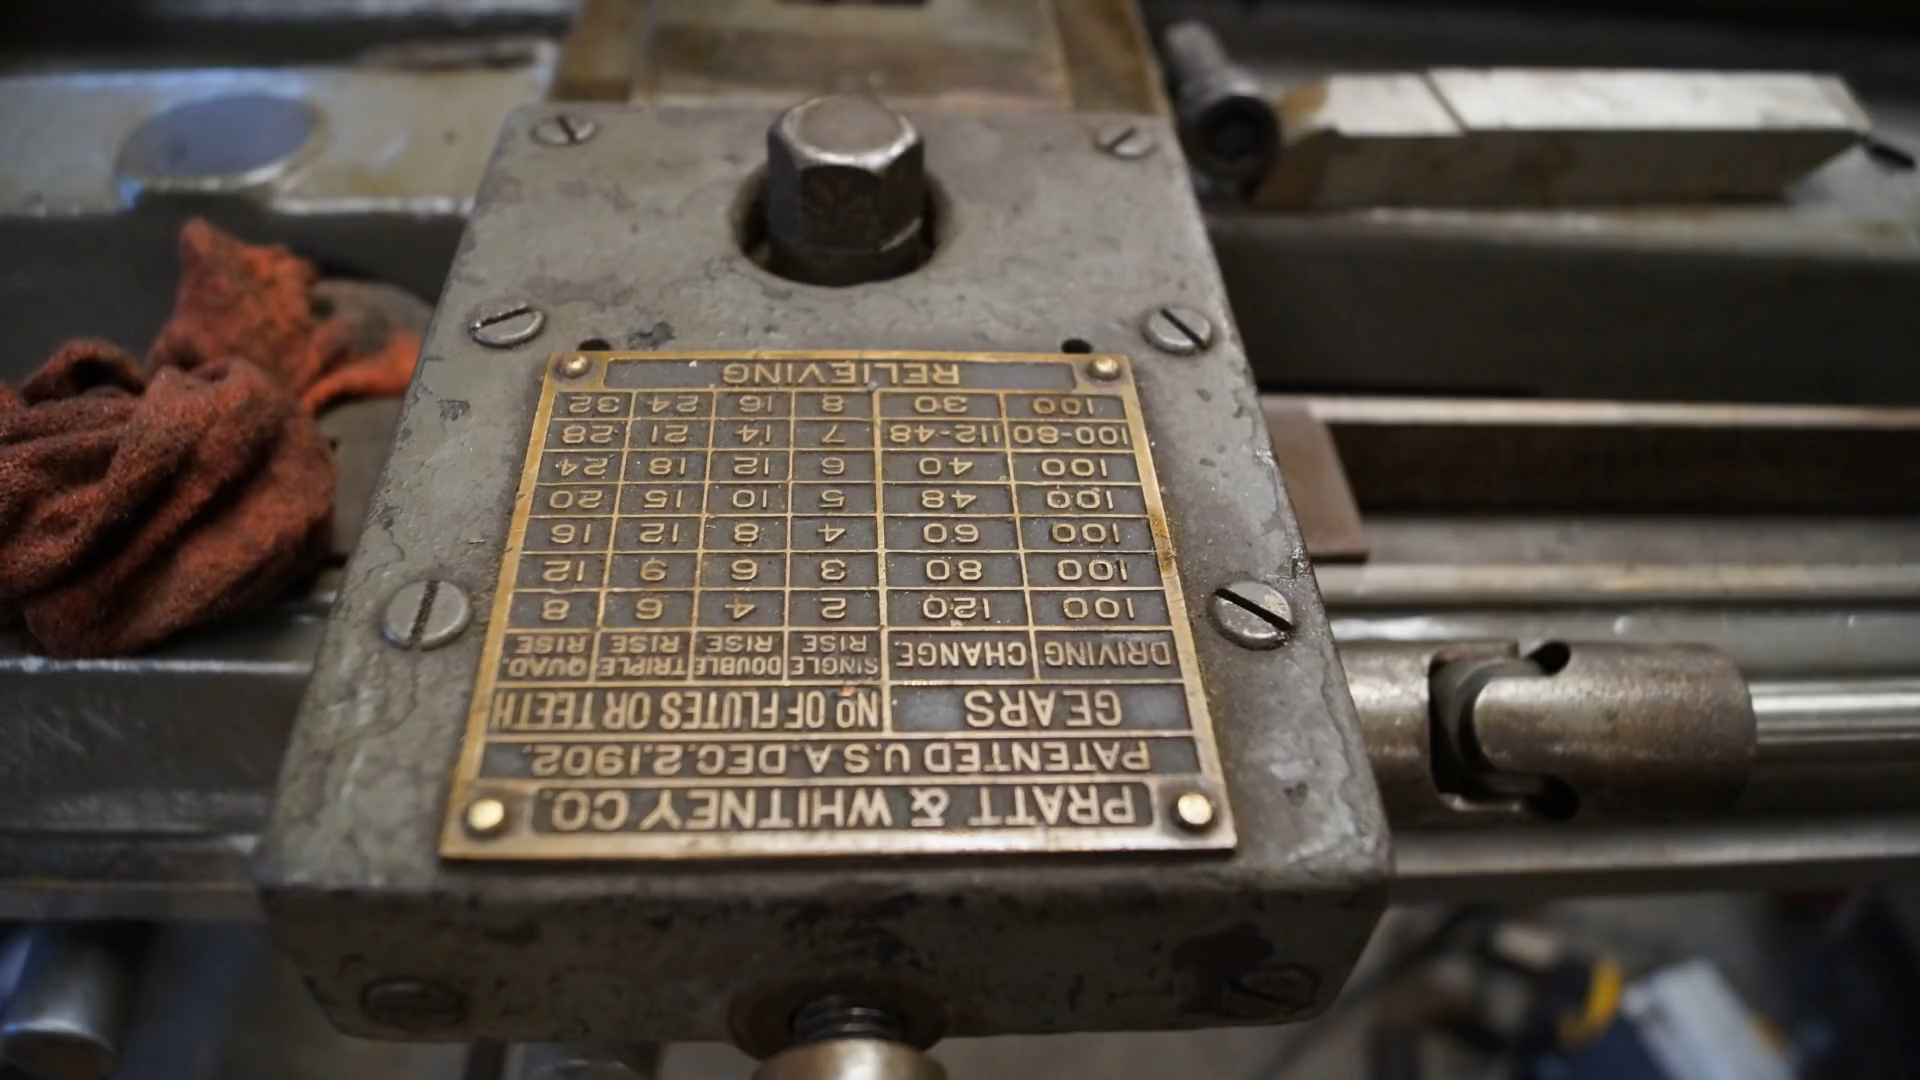 PRATT & WHITNEY CO.
PATENTED U.S.A. DEC. 2. 1902.
GEARS NO OF FLUTES OR TEETH
DRIVING CHANGE SINGLE RISE DOUBLE RISE TRIPLE RISE QUAD. RISE
100 120 2 4 6 8
100 80 3 6 9 12
100 60 4 8 12 16
100 48 5 10 15 20
100 40 6 12 18 24
100-80 112-48 7 14 21 28
100 30 8 16 24 32
RELIEVING